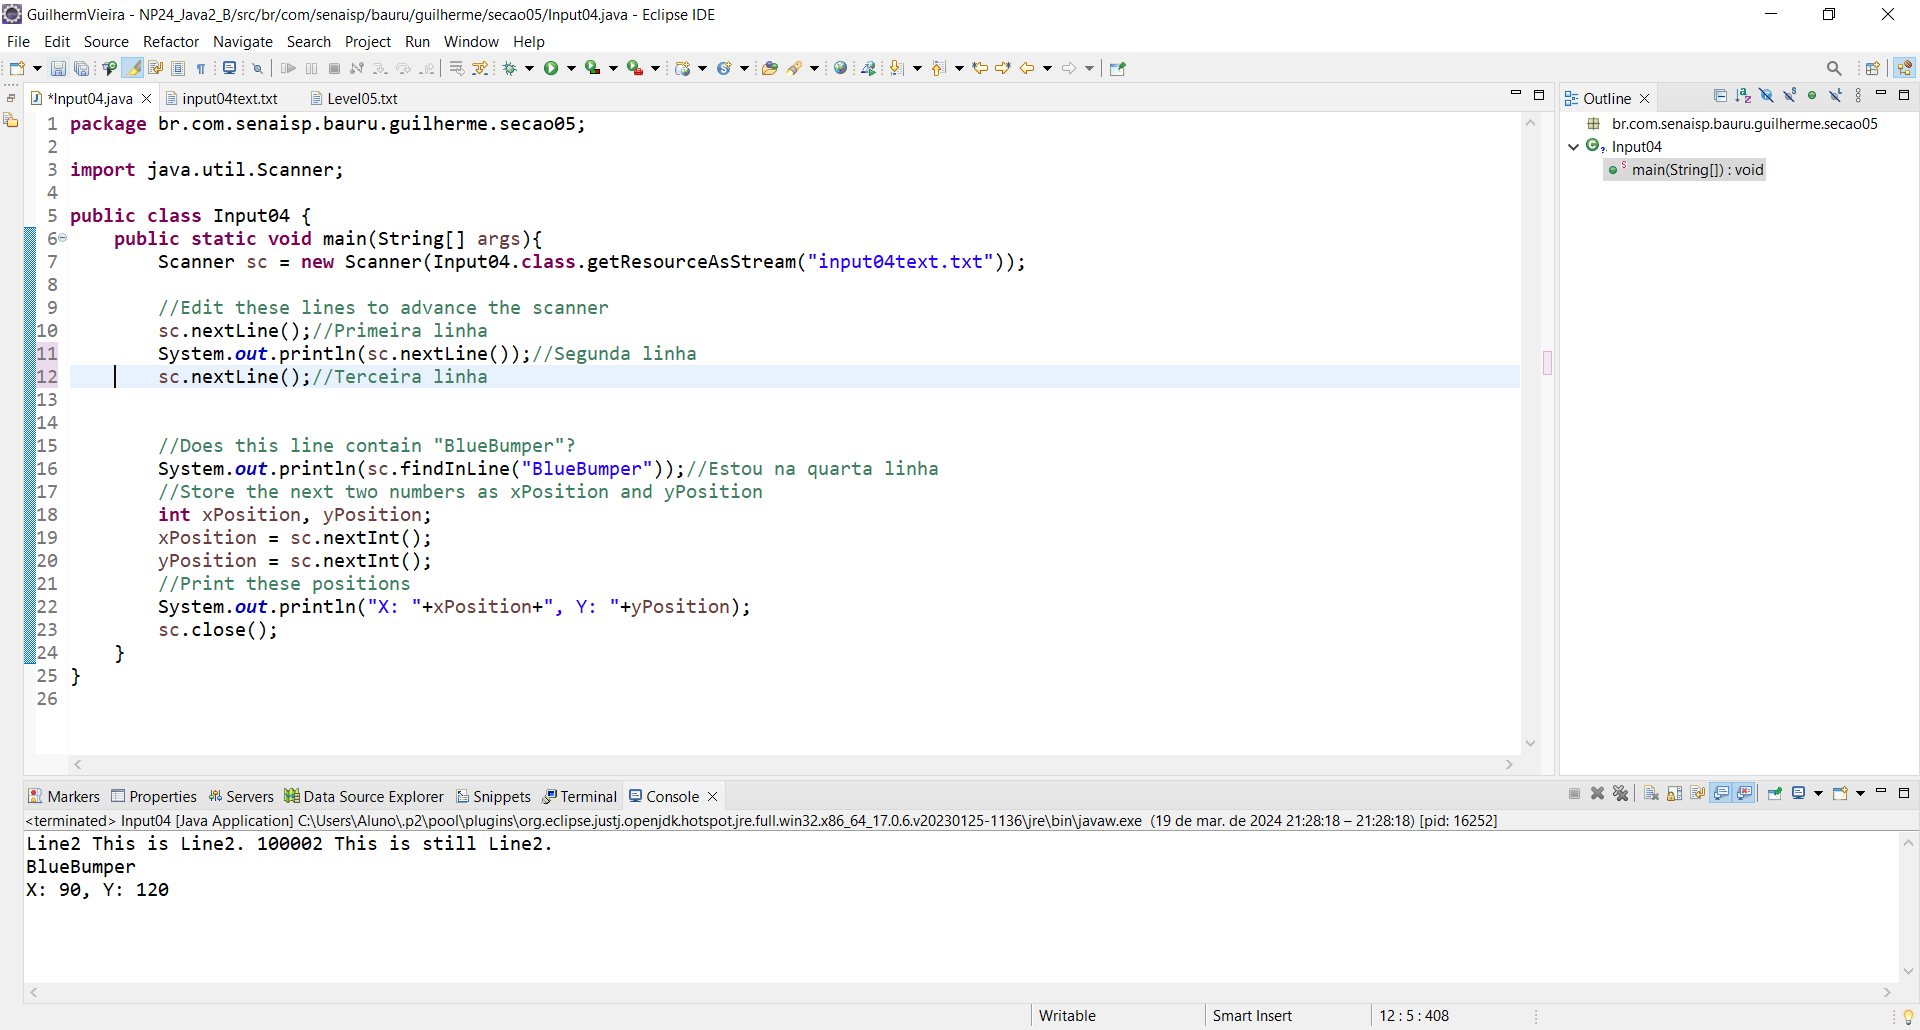 GuilhermVieira - NP24_Java2_B/src/br/com/senaisp/bauru/guilherme/secao05/Input04.java - Eclipse IDE
File Edit Source Refactor Navigate Search Project Run Window Help
*Input04.java input04text.txt Level05.txt
1 package br.com.senaisp.bauru.guilherme.secao05;
2
3 import java.util.Scanner;
4
5 public class Input04 {
6 public static void main(String[] args){
7 Scanner sc = new Scanner(Input04.class.getResourceAsStream("input04text.txt"));
8
9 //Edit these lines to advance the scanner
10 sc.nextLine();//Primeira linha
11 System.out.println(sc.nextLine());//Segunda linha
12 sc.nextLine();//Terceira linha
13
14
15 //Does this line contain "BlueBumper"?
16 System.out.println(sc.findInLine("BlueBumper"));//Estou na quarta linha
17 //Store the next two numbers as xPosition and yPosition
18 int xPosition, yPosition;
19 xPosition = sc.nextInt();
20 yPosition = sc.nextInt();
21 //Print these positions
22 System.out.println("X: "+xPosition+", Y: "+yPosition);
23 sc.close();
24 }
25 }
26
Outline
br.com.senaisp.bauru.guilherme.secao05
Input04
main(String[]) : void
Markers Properties Servers Data Source Explorer Snippets Terminal Console
<terminated> Input04 [Java Application] C:\Users\Aluno\.p2\pool\plugins\org.eclipse.justj.openjdk.hotspot.jre.full.win32.x86_64_17.0.6.v20230125-1136\jre\bin\javaw.exe (19 de mar. de 2024 21:28:18 – 21:28:18) [pid: 16252]
Line2 This is Line2. 100002 This is still Line2.
BlueBumper
X: 90, Y: 120
Writable Smart Insert 12 : 5 : 408